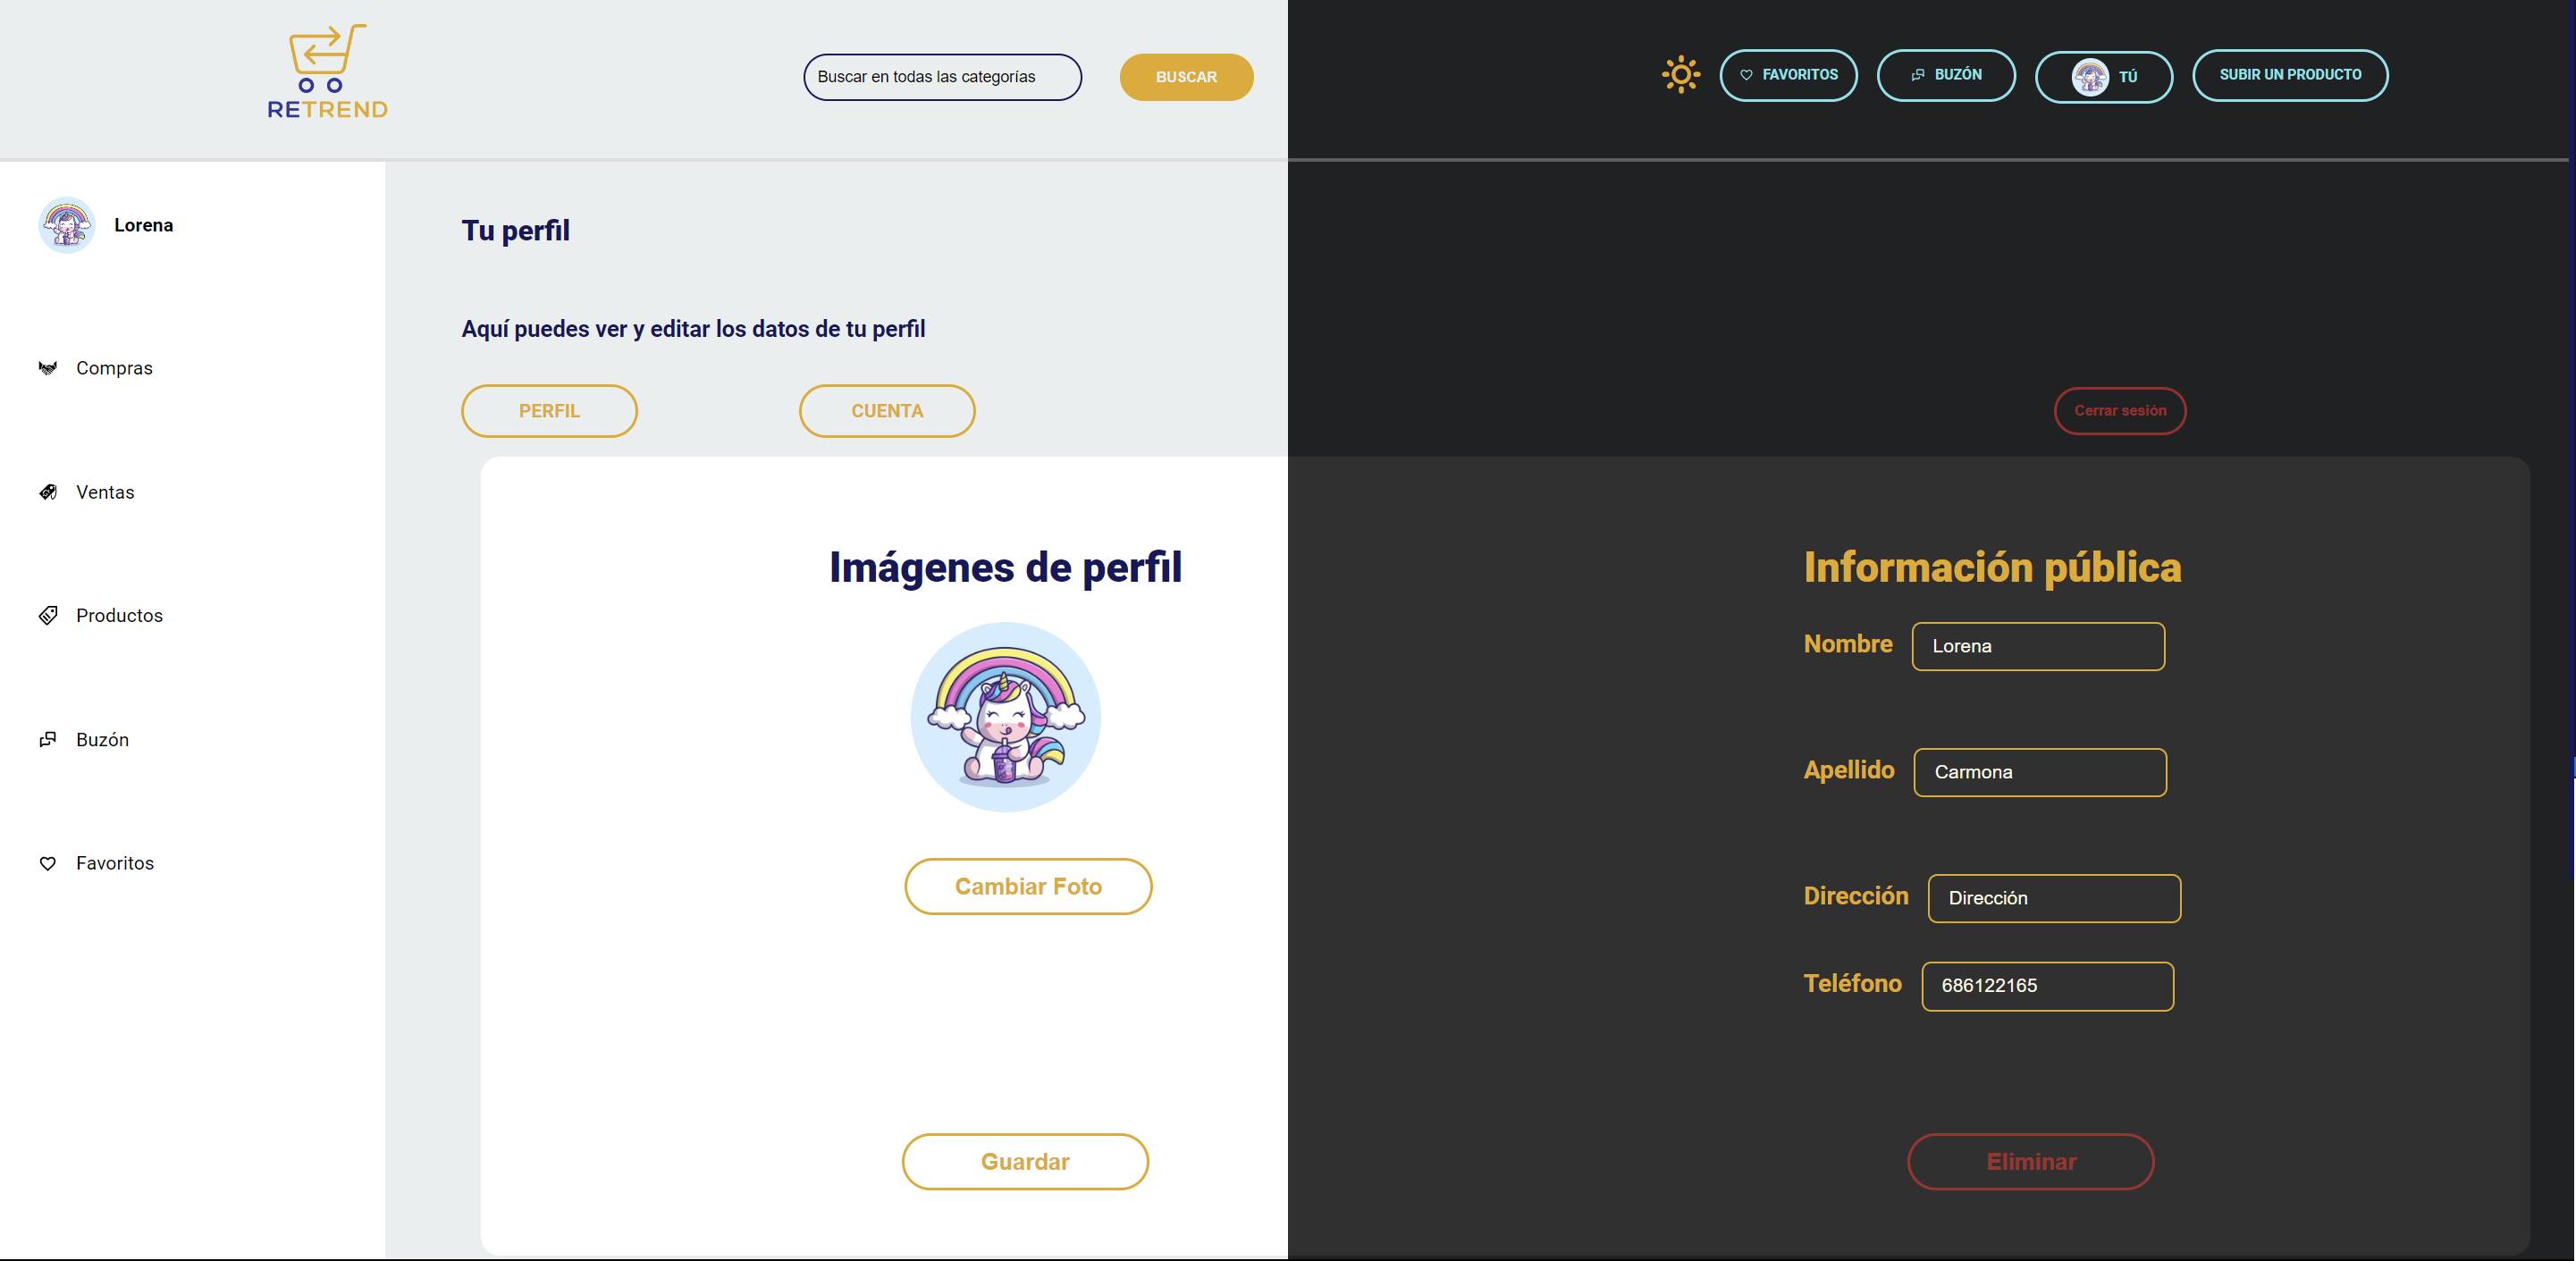 RETREND
Buscar en todas las categorías
BUSCAR
FAVORITOS
BUZÓN
TÚ
SUBIR UN PRODUCTO
Lorena
Compras
Ventas
Productos
Buzón
Favoritos
Tu perfil
Aquí puedes ver y editar los datos de tu perfil
PERFIL
CUENTA
Cerrar sesión
Imágenes de perfil
Cambiar Foto
Guardar
Información pública
Nombre Lorena
Apellido Carmona
Dirección Dirección
Teléfono 686122165
Eliminar